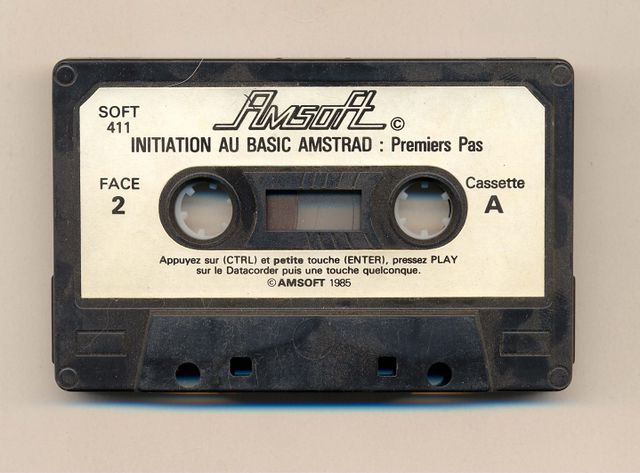 SOFT
411
Amsoft ©
INITIATION AU BASIC AMSTRAD : Premiers Pas
FACE
2
Cassette
A
Appuyez sur (CTRL) et petite touche (ENTER), pressez PLAY
sur le Datacorder puis une touche quelconque.
© AMSOFT 1985